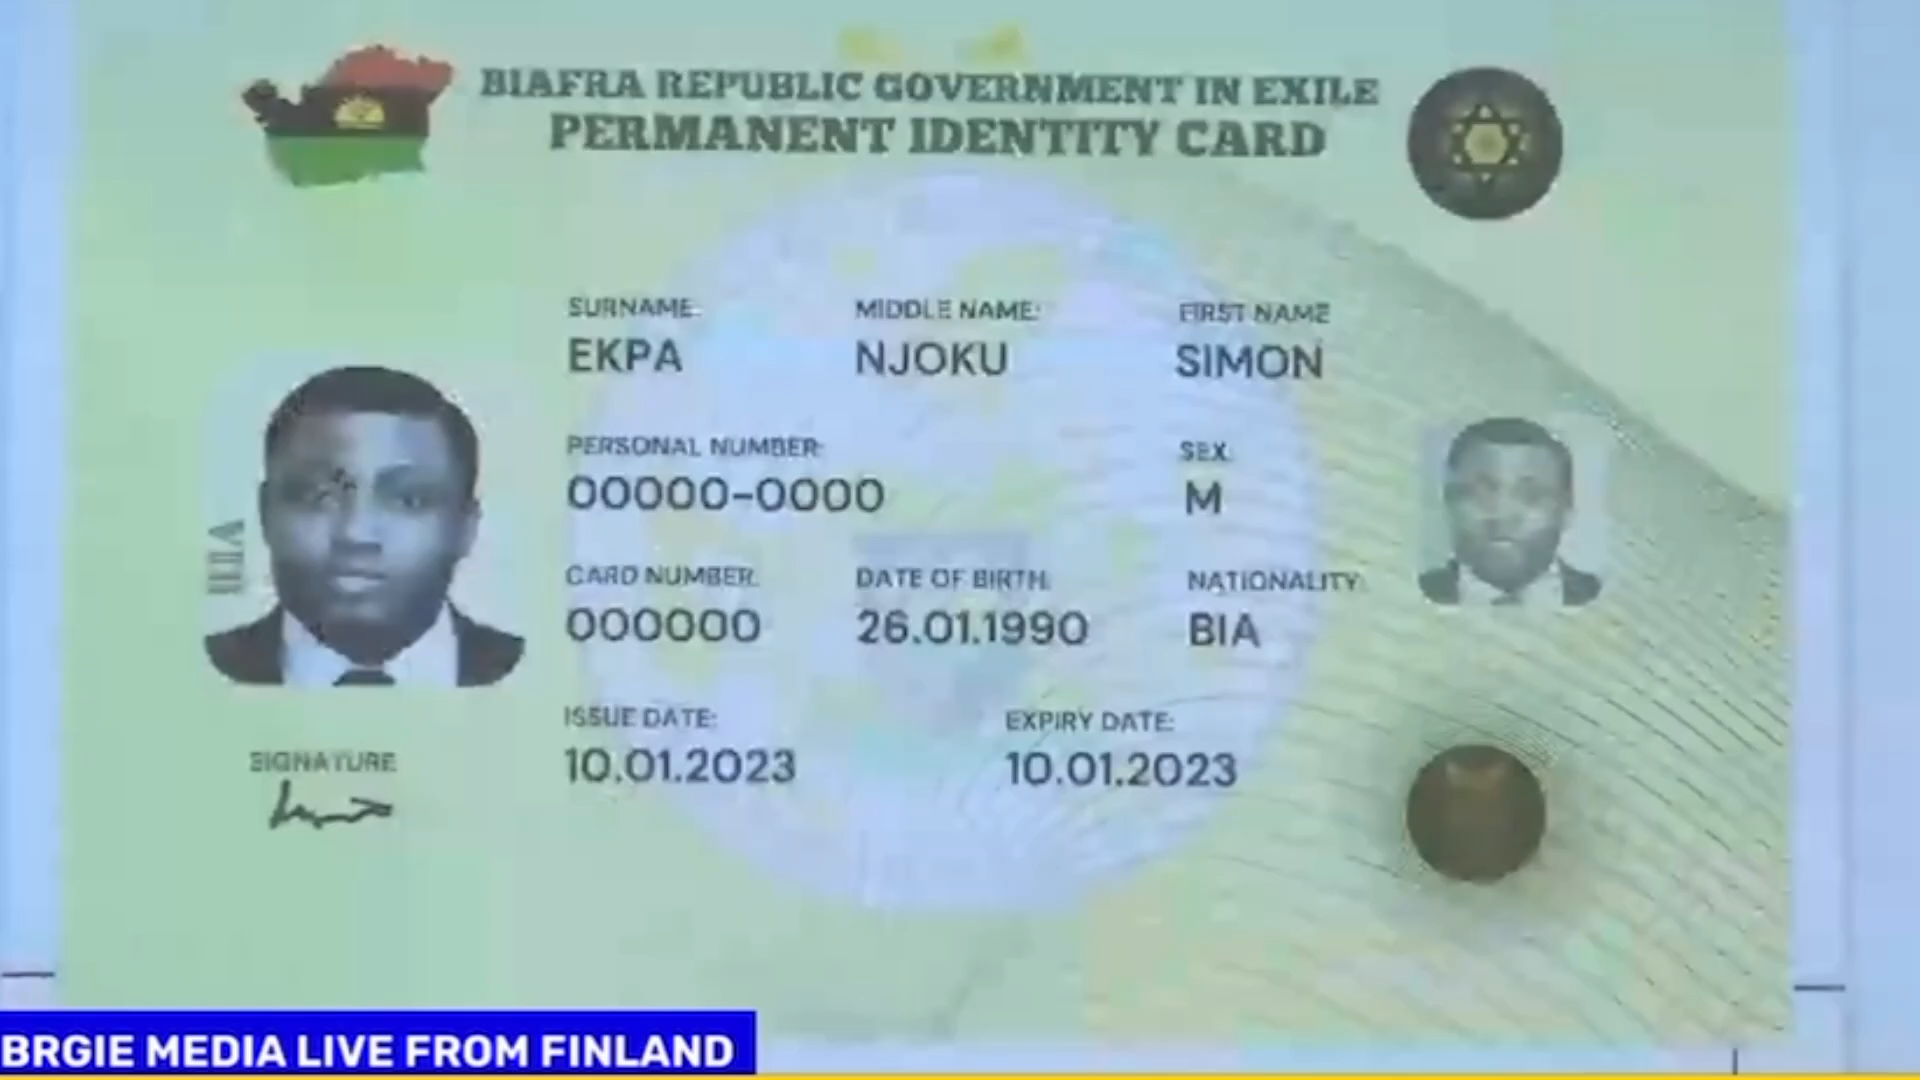 BIAFRA REPUBLIC GOVERNMENT IN EXILE
PERMANENT IDENTITY CARD
SURNAME: MIDDLE NAME: FIRST NAME
EKPA NJOKU SIMON
PERSONAL NUMBER: SEX:
00000-0000 M
CARD NUMBER: DATE OF BIRTH: NATIONALITY:
000000 26.01.1990 BIA
ISSUE DATE: EXPIRY DATE:
10.01.2023 10.01.2023
SIGNATURE
BRGIE MEDIA LIVE FROM FINLAND